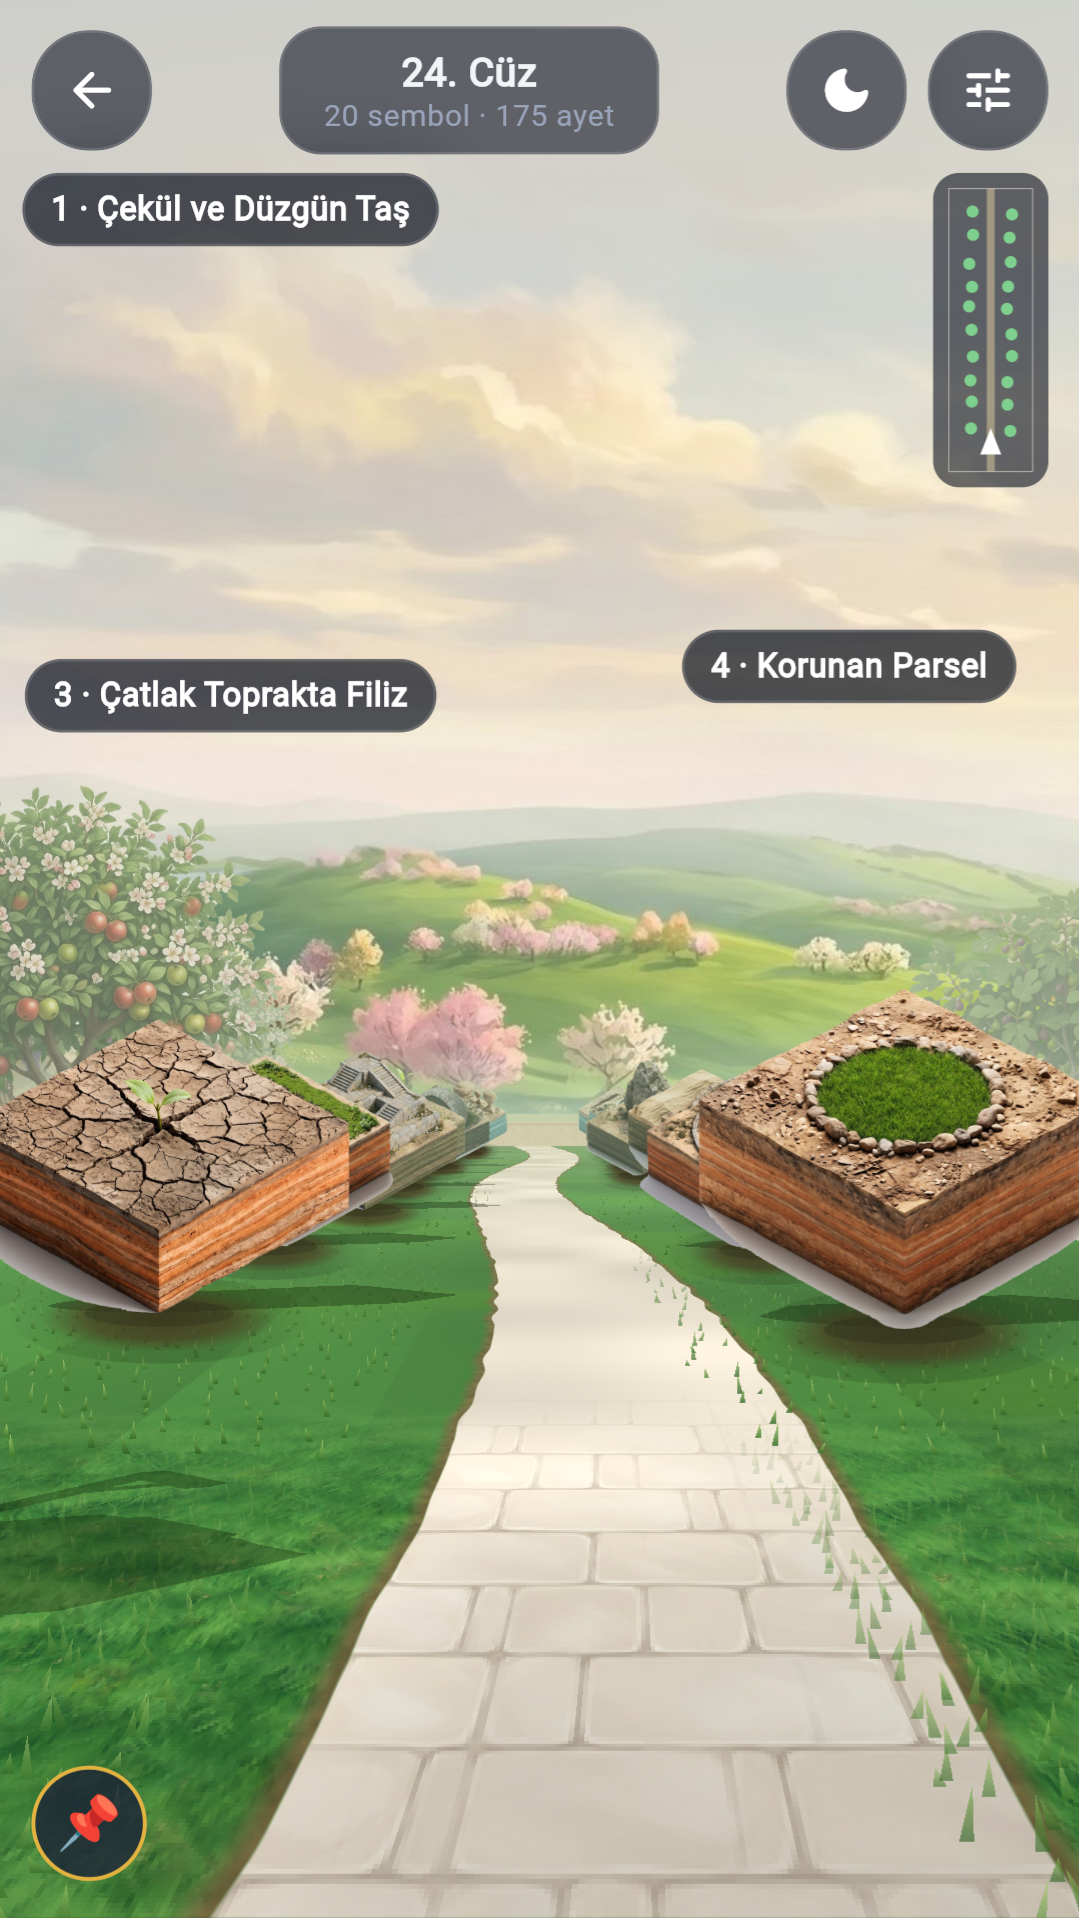 24. Cüz
20 sembol · 175 ayet
1 · Çekül ve Düzgün Taş
4 · Korunan Parsel
3 · Çatlak Toprakta Filiz